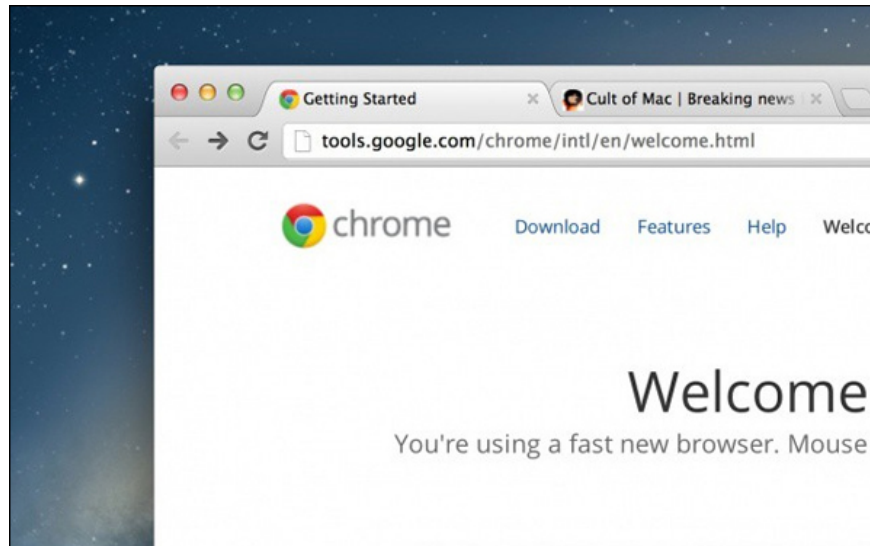 Getting Started
Cult of Mac | Breaking news
tools.google.com/chrome/intl/en/welcome.html
chrome Download Features Help Welco
Welcome
You're using a fast new browser. Mouse